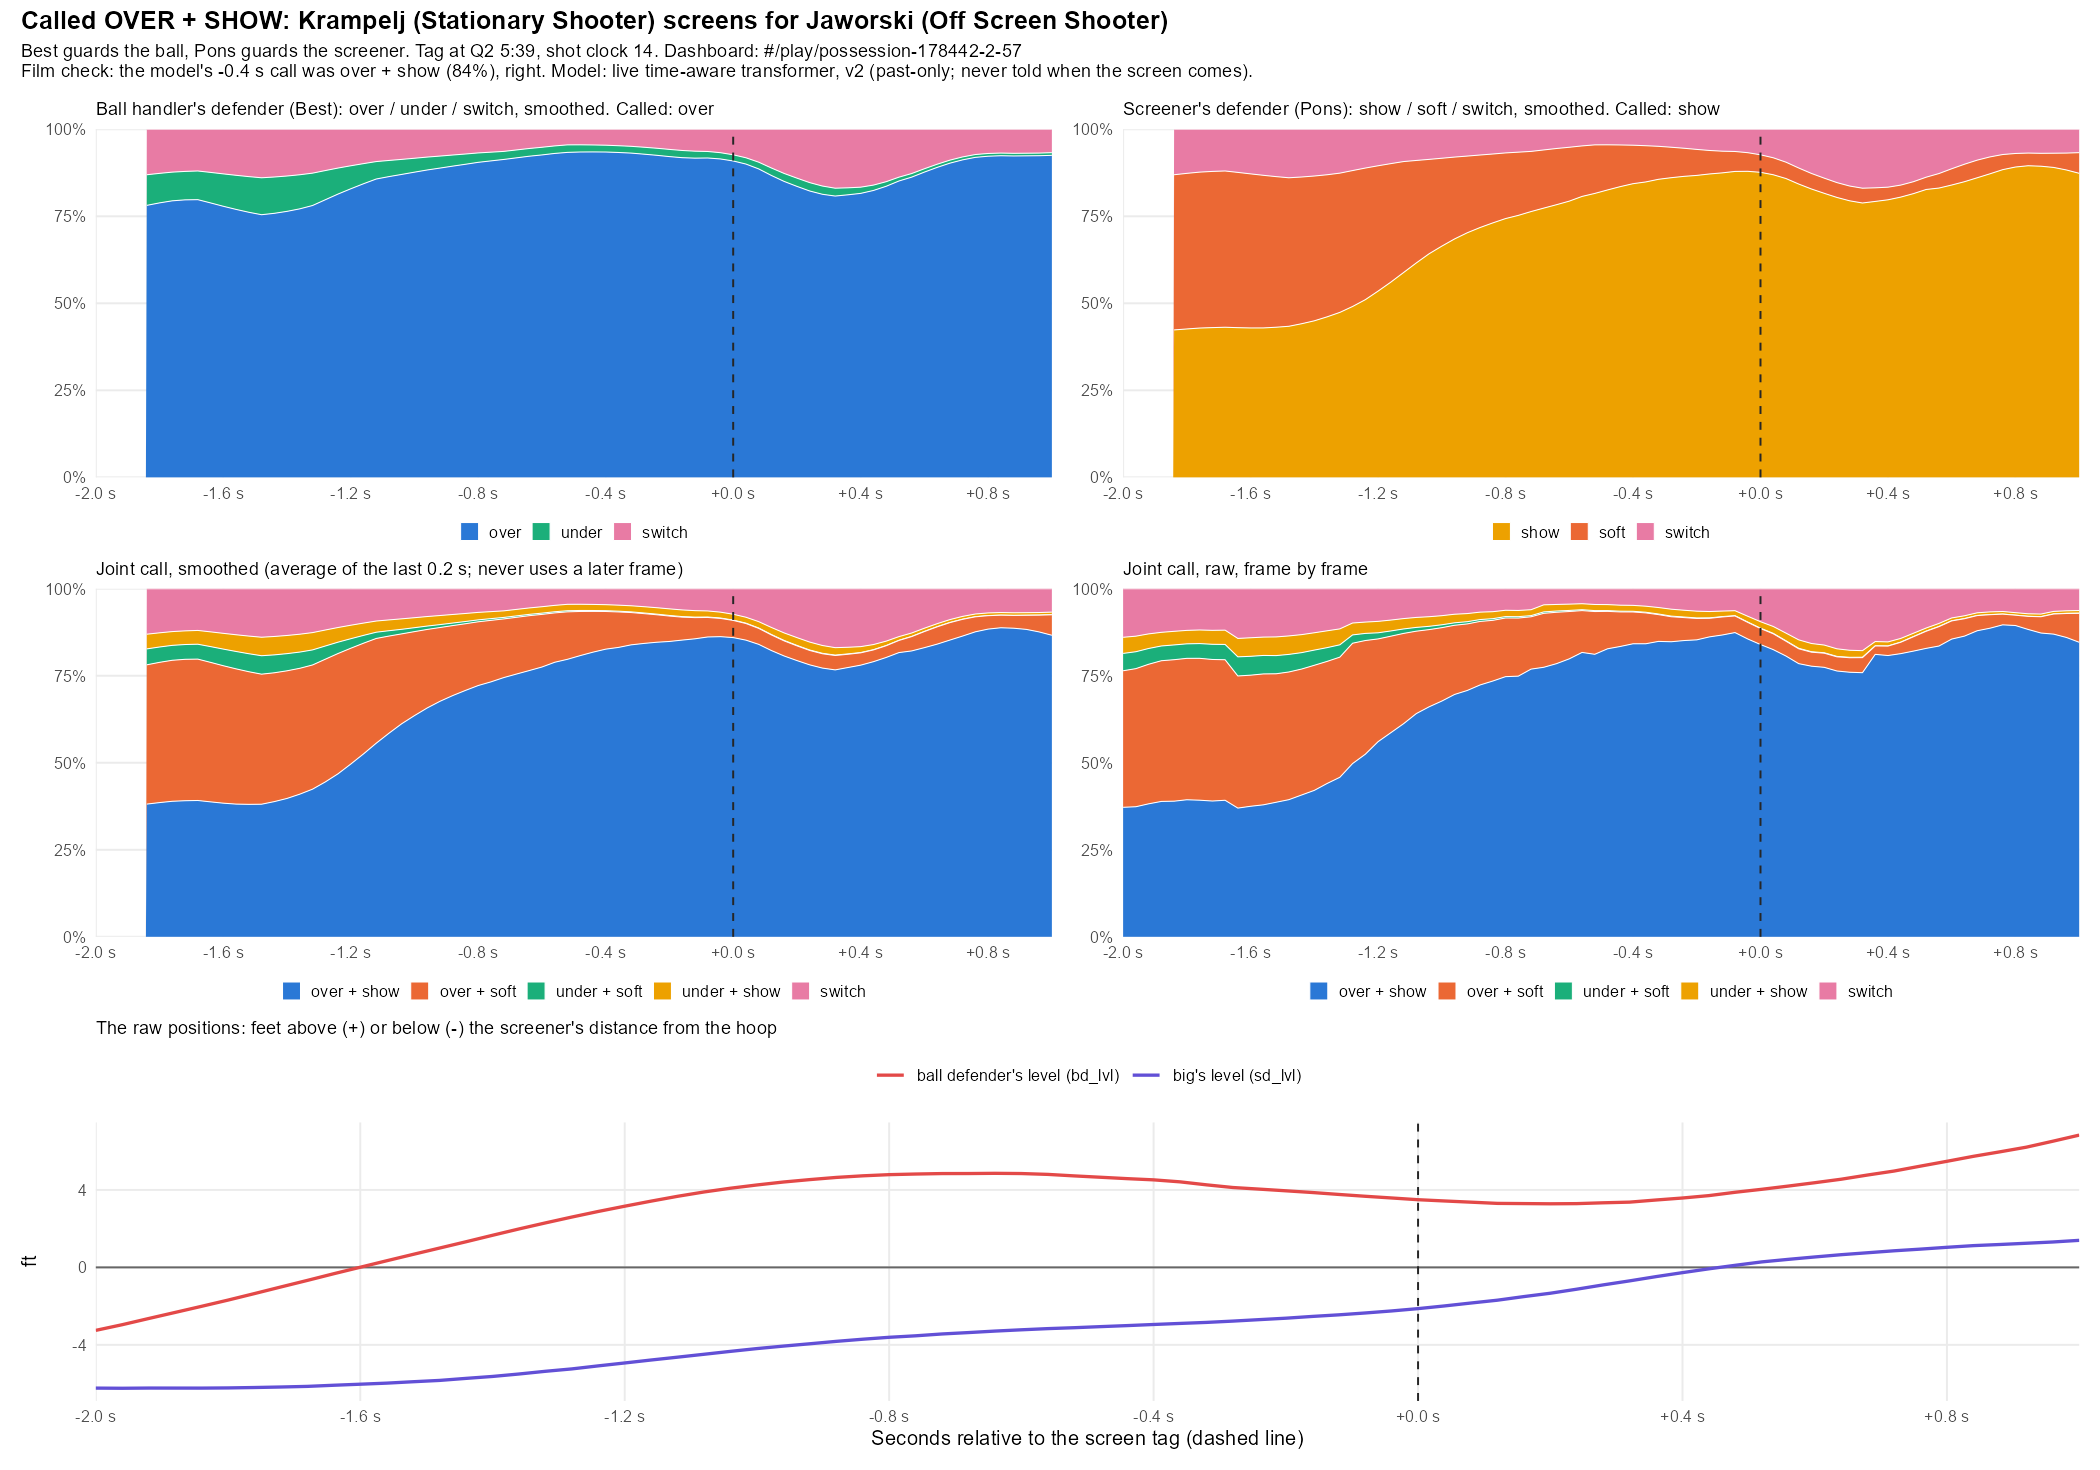 Called OVER + SHOW: Krampelj (Stationary Shooter) screens for Jaworski (Off Screen Shooter)
Best guards the ball, Pons guards the screener. Tag at Q2 5:39, shot clock 14. Dashboard: #/play/possession-178442-2-57
Film check: the model's -0.4 s call was over + show (84%), right. Model: live time-aware transformer, v2 (past-only; never told when the screen comes).
Ball handler's defender (Best): over / under / switch, smoothed. Called: over
100%
75%
50%
25%
0%
-2.0 s -1.6 s -1.2 s -0.8 s -0.4 s +0.0 s +0.4 s +0.8 s
over under switch
Screener's defender (Pons): show / soft / switch, smoothed. Called: show
100%
75%
50%
25%
0%
-2.0 s -1.6 s -1.2 s -0.8 s -0.4 s +0.0 s +0.4 s +0.8 s
show soft switch
Joint call, smoothed (average of the last 0.2 s; never uses a later frame)
100%
75%
50%
25%
0%
-2.0 s -1.6 s -1.2 s -0.8 s -0.4 s +0.0 s +0.4 s +0.8 s
over + show over + soft under + soft under + show switch
Joint call, raw, frame by frame
100%
75%
50%
25%
0%
-2.0 s -1.6 s -1.2 s -0.8 s -0.4 s +0.0 s +0.4 s +0.8 s
over + show over + soft under + soft under + show switch
The raw positions: feet above (+) or below (-) the screener's distance from the hoop
ball defender's level (bd_lvl) big's level (sd_lvl)
ft
4
0
-4
-2.0 s -1.6 s -1.2 s -0.8 s -0.4 s +0.0 s +0.4 s +0.8 s
Seconds relative to the screen tag (dashed line)